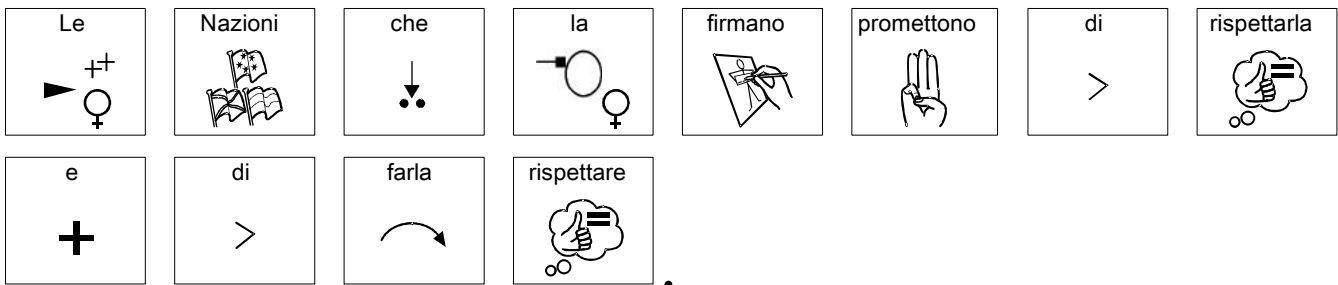 Le Nazioni che la firmano promettono di rispettarla
e di farla rispettare.